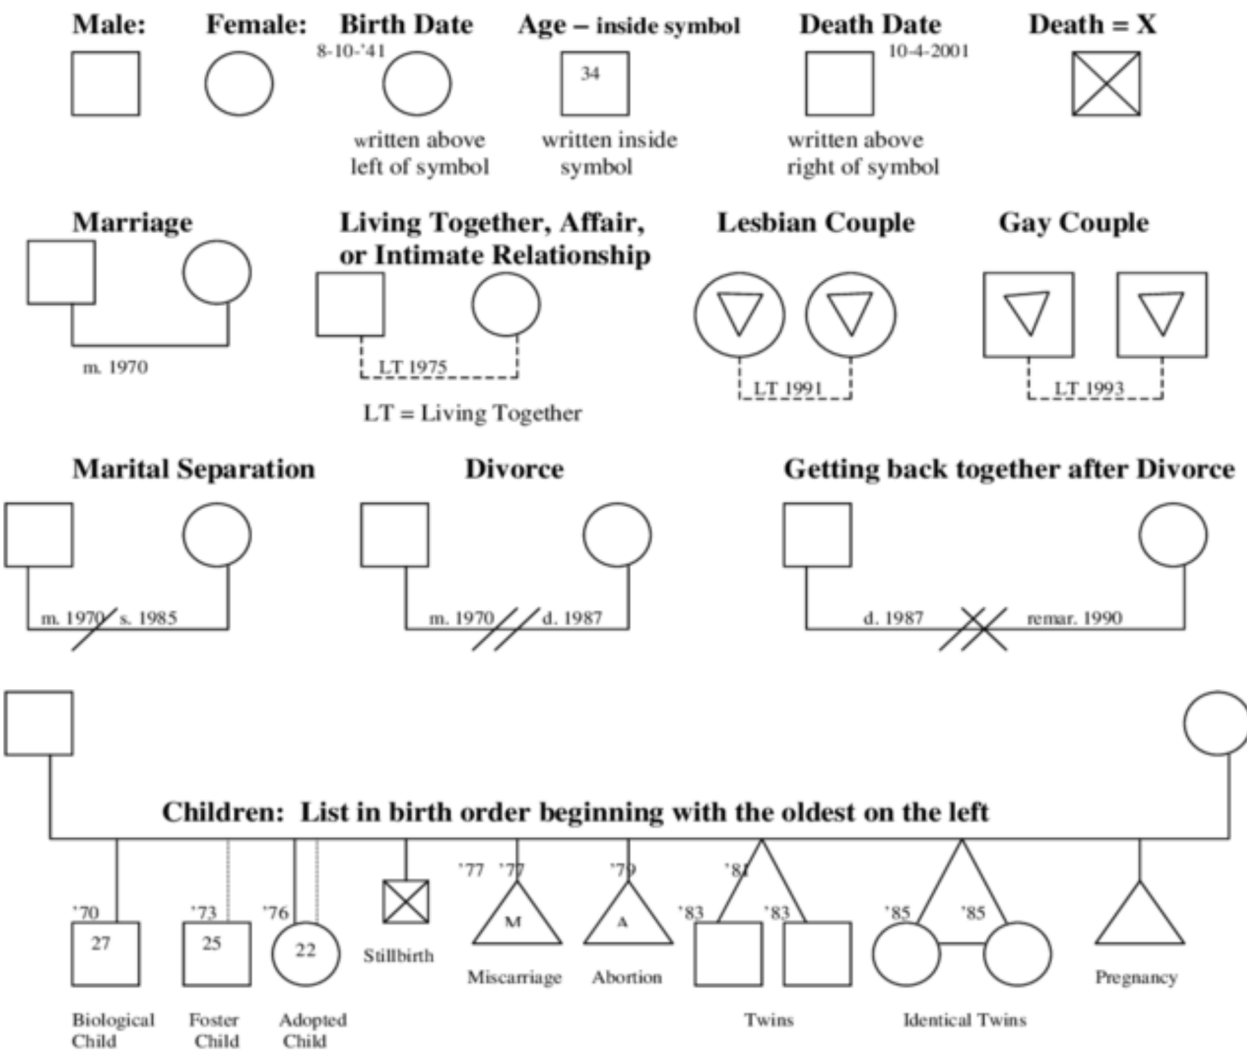 Male:
Female:
Birth Date
Age – inside symbol
Death Date
Death = X
8-10-'41
34
10-4-2001
written above
left of symbol
written inside
symbol
written above
right of symbol
Marriage
Living Together, Affair,
or Intimate Relationship
Lesbian Couple
Gay Couple
m. 1970
LT 1975
LT 1991
LT 1993
LT = Living Together
Marital Separation
Divorce
Getting back together after Divorce
m. 1970
s. 1985
m. 1970
d. 1987
d. 1987
remar. 1990
Children: List in birth order beginning with the oldest on the left
'70
'73
'76
'77
'77
'79
'81
'83
'83
'85
'85
27
25
22
M
A
Stillbirth
Miscarriage
Abortion
Pregnancy
Biological
Child
Foster
Child
Adopted
Child
Twins
Identical Twins